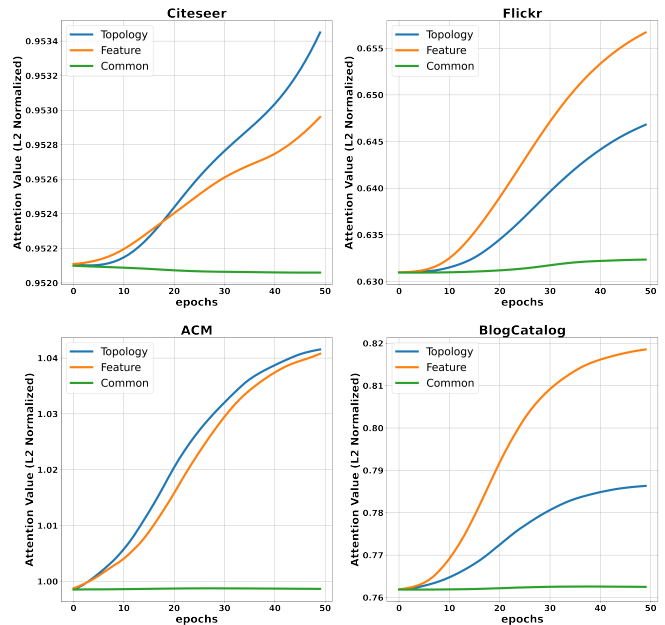 Citeseer
Attention Value (L2 Normalized)
0.9534
0.9532
0.9530
0.9528
0.9526
0.9524
0.9522
0.9520
Topology
Feature
Common
0 10 20 30 40 50
epochs
Flickr
Attention Value (L2 Normalized)
0.655
0.650
0.645
0.640
0.635
0.630
Topology
Feature
Common
0 10 20 30 40 50
epochs
ACM
Attention Value (L2 Normalized)
1.04
1.03
1.02
1.01
1.00
Topology
Feature
Common
0 10 20 30 40 50
epochs
BlogCatalog
Attention Value (L2 Normalized)
0.82
0.81
0.80
0.79
0.78
0.77
0.76
Topology
Feature
Common
0 10 20 30 40 50
epochs